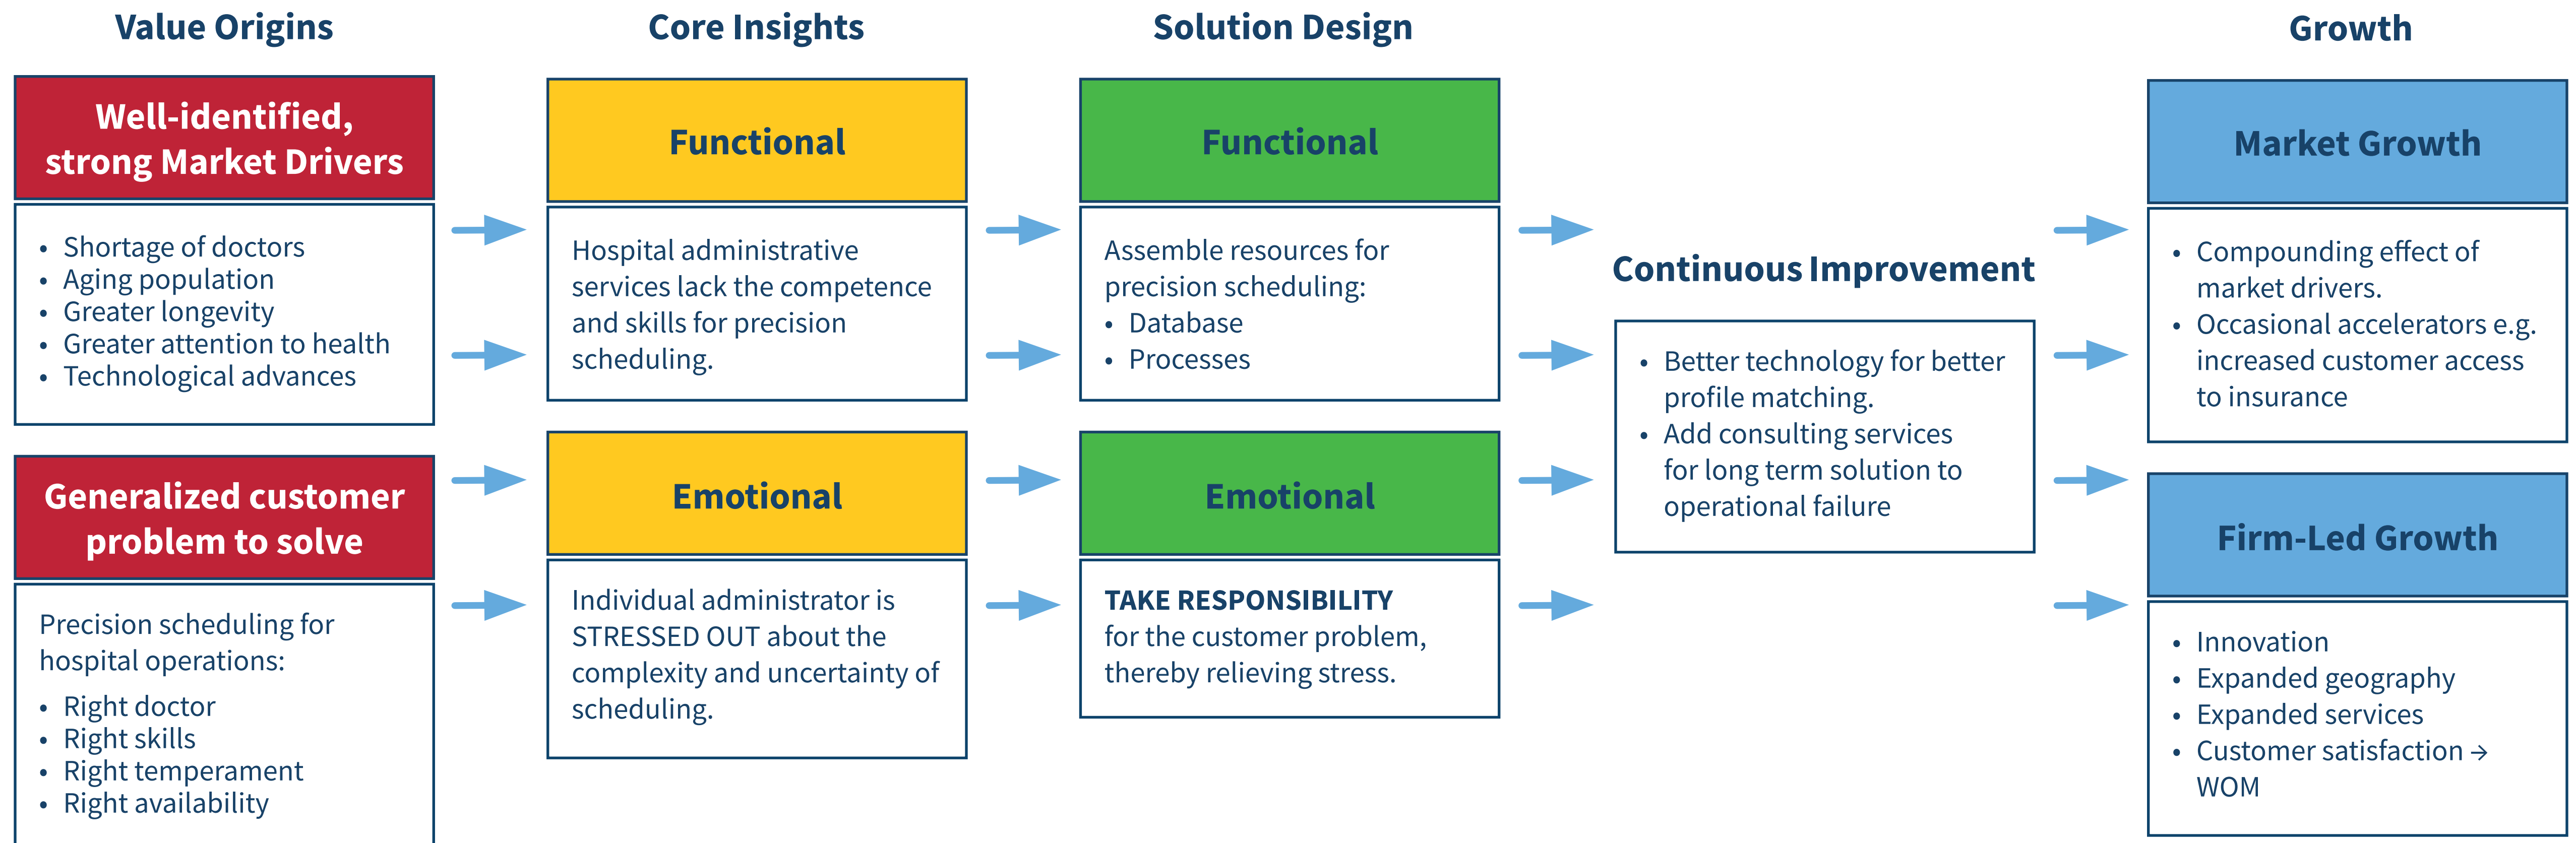 Value Origins
Well-identified,
strong Market Drivers
• Shortage of doctors
• Aging population
• Greater longevity
• Greater attention to health
• Technological advances
Generalized customer
problem to solve
Precision scheduling for
hospital operations:
• Right doctor
• Right skills
• Right temperament
• Right availability
Core Insights
Functional
Hospital administrative
services lack the competence
and skills for precision
scheduling.
Emotional
Individual administrator is
STRESSED OUT about the
complexity and uncertainty of
scheduling.
Solution Design
Functional
Assemble resources for
precision scheduling:
• Database
• Processes
Emotional
TAKE RESPONSIBILITY
for the customer problem,
thereby relieving stress.
Continuous Improvement
• Better technology for better
profile matching.
• Add consulting services
for long term solution to
operational failure
Growth
Market Growth
• Compounding effect of
market drivers.
• Occasional accelerators e.g.
increased customer access
to insurance
Firm-Led Growth
• Innovation
• Expanded geography
• Expanded services
• Customer satisfaction →
WOM